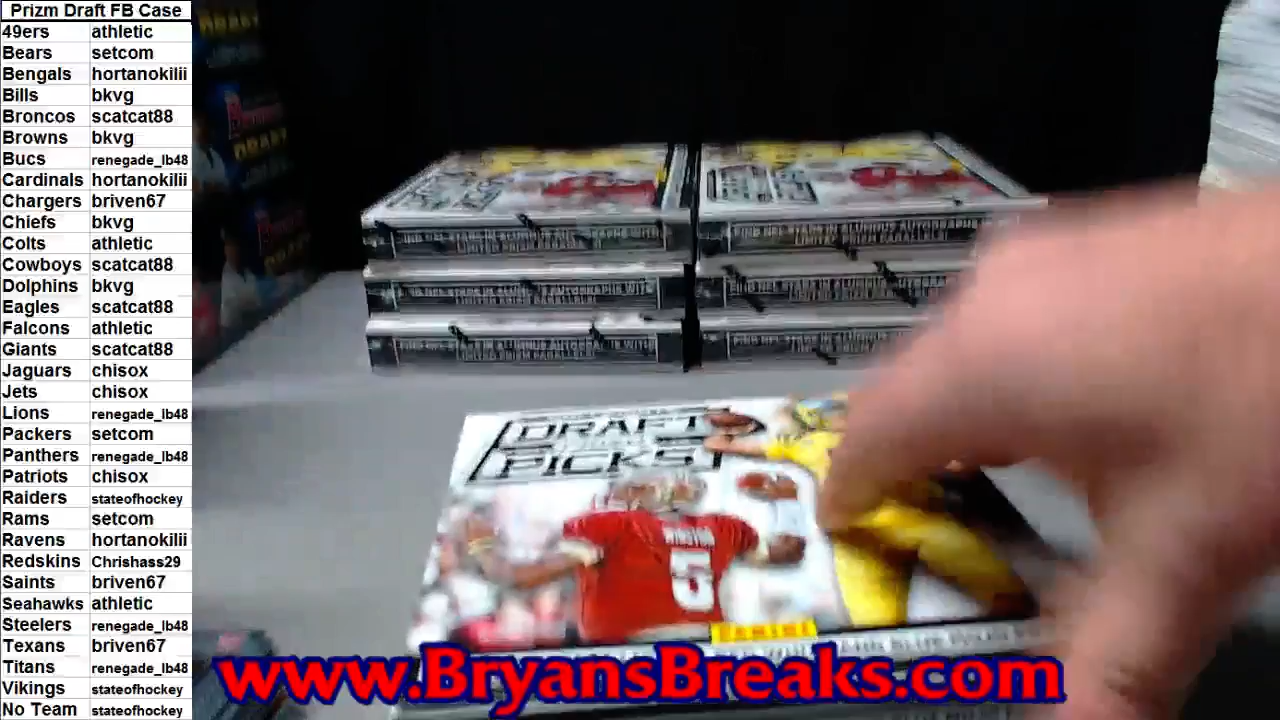 Prizm Draft FB Case
49ers athletic
Bears setcom
Bengals hortanokilii
Bills bkvg
Broncos scatcat88
Browns bkvg
Bucs renegade_lb48
Cardinals hortanokilii
Chargers briven67
Chiefs bkvg
Colts athletic
Cowboys scatcat88
Dolphins bkvg
Eagles scatcat88
Falcons athletic
Giants scatcat88
Jaguars chisox
Jets chisox
Lions renegade_lb48
Packers setcom
Panthers renegade_lb48
Patriots chisox
Raiders stateofhockey
Rams setcom
Ravens hortanokilii
Redskins Chrishass29
Saints briven67
Seahawks athletic
Steelers renegade_lb48
Texans briven67
Titans renegade_lb48
Vikings stateofhockey
No Team stateofhockey
DRAFT
PICKS
WINSTON
5
PANINI
www.BryansBreaks.com